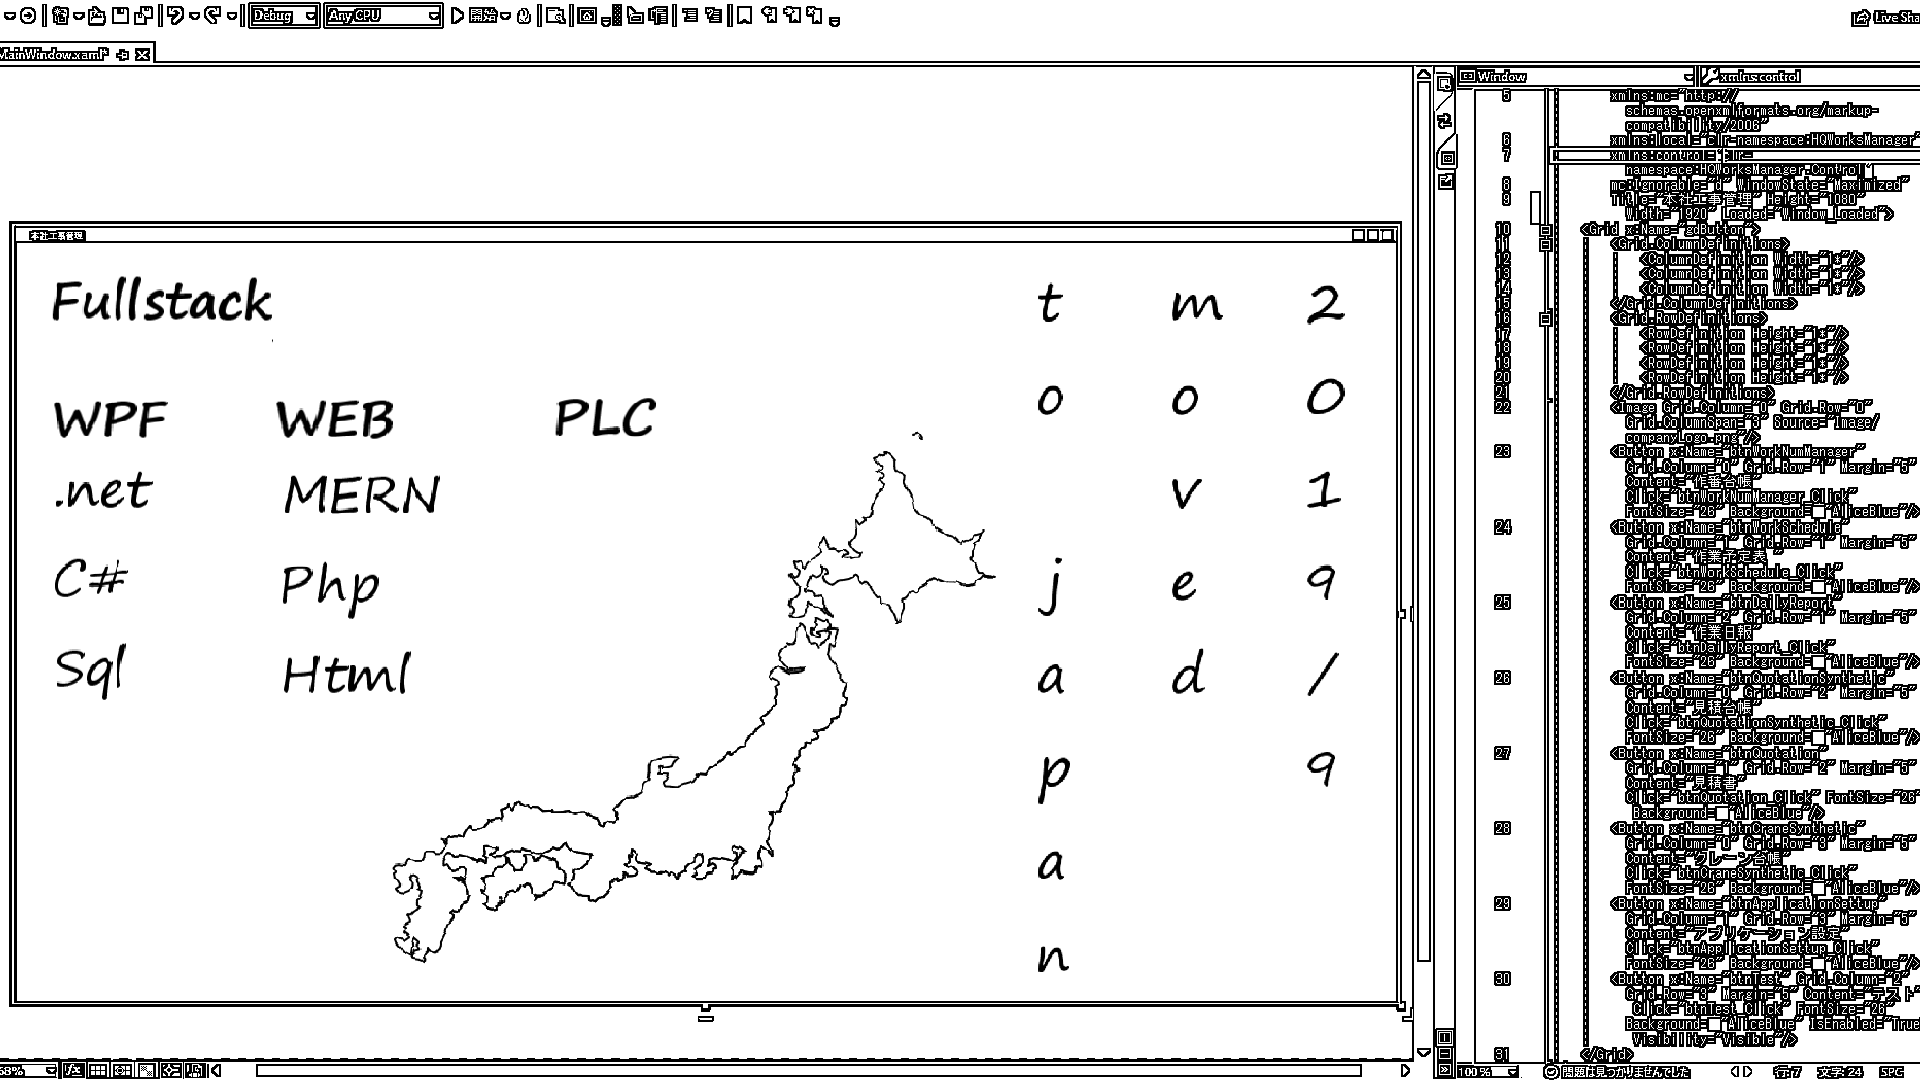 Debug Any CPU 開始 Live Sha
MainWindow.xaml*
Window xmlns:control
本社工事管理
Fullstack
WPF WEB PLC
.net MERN
C# Php
Sql Html
t
o
j
a
p
a
n
m
o
v
e
d
2
0
1
9
/
9
5 xmlns:mc="http://
schemas.openxmlformats.org/markup-
compatibility/2006"
6 xmlns:local="clr-namespace:HQWorksManager"
7 xmlns:control="clr-
namespace:HQWorksManager.Control"
8 mc:Ignorable="d" WindowState="Maximized"
9 Title="本社工事管理" Height="1080"
Width="1920" Loaded="Window_Loaded">
10 <Grid x:Name="gdButton">
11 <Grid.ColumnDefinitions>
12 <ColumnDefinition Width="1*"/>
13 <ColumnDefinition Width="1*"/>
14 <ColumnDefinition Width="1*"/>
15 </Grid.ColumnDefinitions>
16 <Grid.RowDefinitions>
17 <RowDefinition Height="1*"/>
18 <RowDefinition Height="1*"/>
19 <RowDefinition Height="1*"/>
20 <RowDefinition Height="1*"/>
21 </Grid.RowDefinitions>
22 <Image Grid.Column="0" Grid.Row="0"
Grid.ColumnSpan="3" Source="Image/
companyLogo.png"/>
23 <Button x:Name="btnWorkNumManager"
Grid.Column="0" Grid.Row="1" Margin="5"
Content="作番台帳"
Click="btnWorkNumManager_Click"
FontSize="26" Background="AliceBlue"/>
24 <Button x:Name="btnWorkSchedule"
Grid.Column="1" Grid.Row="1" Margin="5"
Content="作業予定表 "
Click="btnWorkSchedule_Click"
FontSize="26" Background="AliceBlue"/>
25 <Button x:Name="btnDailyReport"
Grid.Column="2" Grid.Row="1" Margin="5"
Content="作業日報"
Click="btnDailyReport_Click"
FontSize="26" Background="AliceBlue"/>
26 <Button x:Name="btnQuotationSynthetic"
Grid.Column="0" Grid.Row="2" Margin="5"
Content="見積台帳"
Click="btnQuotationSynthetic_Click"
FontSize="26" Background="AliceBlue"/>
27 <Button x:Name="btnQuotation"
Grid.Column="1" Grid.Row="2" Margin="5"
Content="見積書"
Click="btnQuotation_Click" FontSize="26"
Background="AliceBlue"/>
28 <Button x:Name="btnCraneSynthetic"
Grid.Column="0" Grid.Row="3" Margin="5"
Content="クレーン台帳"
Click="btnCraneSynthetic_Click"
FontSize="26" Background="AliceBlue"/>
29 <Button x:Name="btnApplicationSettup"
Grid.Column="1" Grid.Row="3" Margin="5"
Content="アプリケーション設定"
Click="btnApplicationSettup_Click"
FontSize="26" Background="AliceBlue"/>
30 <Button x:Name="btnTest" Grid.Column="2"
Grid.Row="3" Margin="5" Content="テスト"
Click="btnTest_Click" FontSize="26"
Background="AliceBlue" IsEnabled="True"
Visibility="Visible"/>
31 </Grid>
100 % 問題は見つかりませんでした 行: 7 文字: 24 SPC